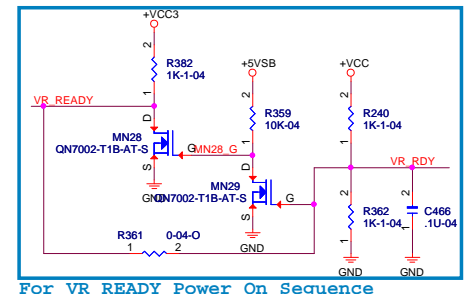 +VCC3
2
R382
1K-1-04
1
VR_READY
D
MN28
QN7002-T1B-AT-S
G
MN28_G
S
GND
+5VSB
2
R359
10K-04
1
D
MN29
QN7002-T1B-AT-S
G
S
GND
+VCC
2
R240
1K-1-04
1
VR_RDY
2
R362
1K-1-04
1
GND
2
C466
.1U-04
1
GND
R361
0-04-O
1
2
For VR READY Power On Sequence